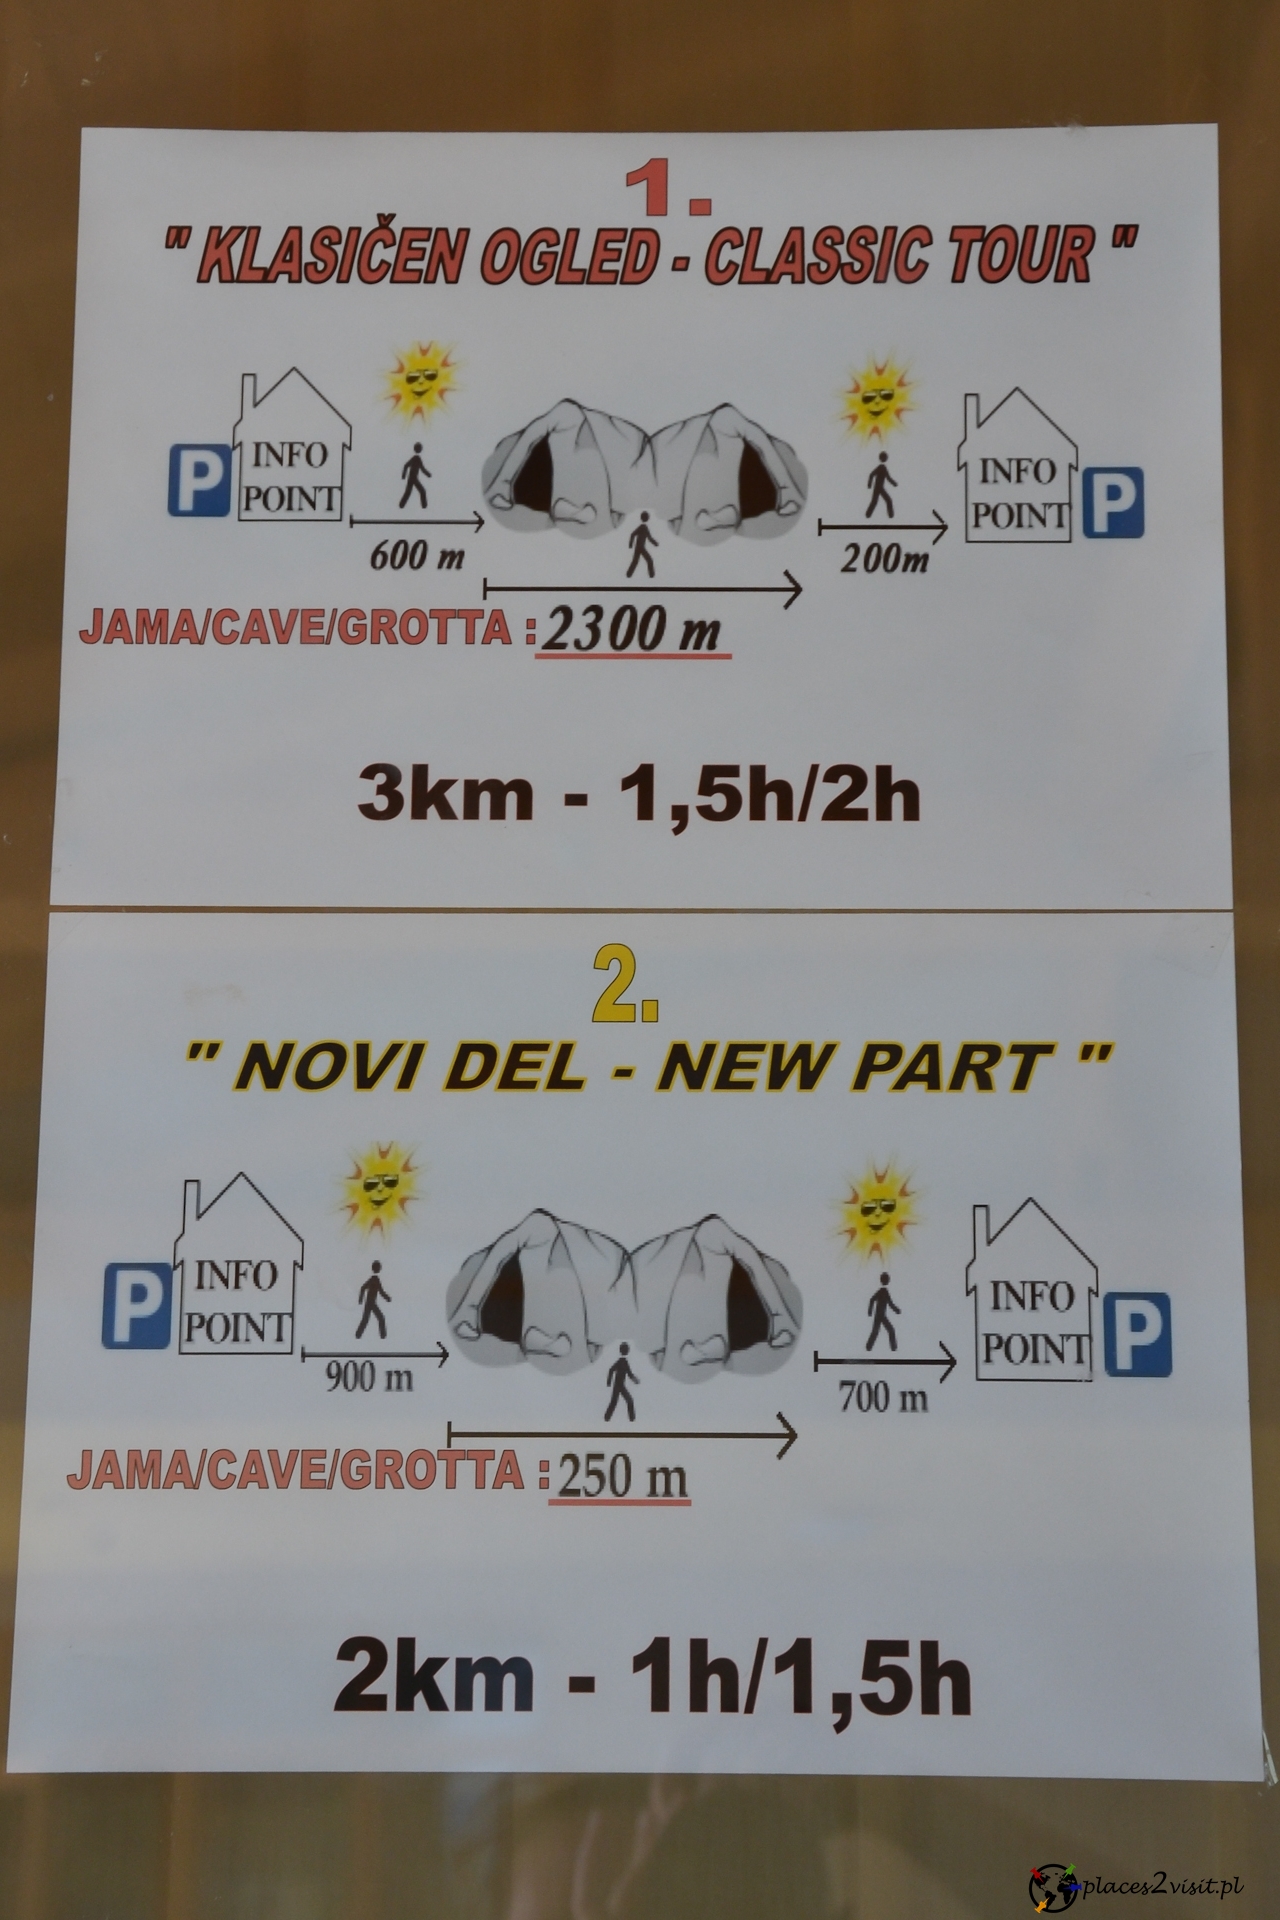 1.
" KLASIČEN OGLED - CLASSIC TOUR "
P INFO POINT
600 m
200m
INFO POINT P
JAMA/CAVE/GROTTA : 2300 m
3km - 1,5h/2h
2.
" NOVI DEL - NEW PART "
P INFO POINT
900 m
700 m
INFO POINT P
JAMA/CAVE/GROTTA : 250 m
2km - 1h/1,5h
places2visit.pl